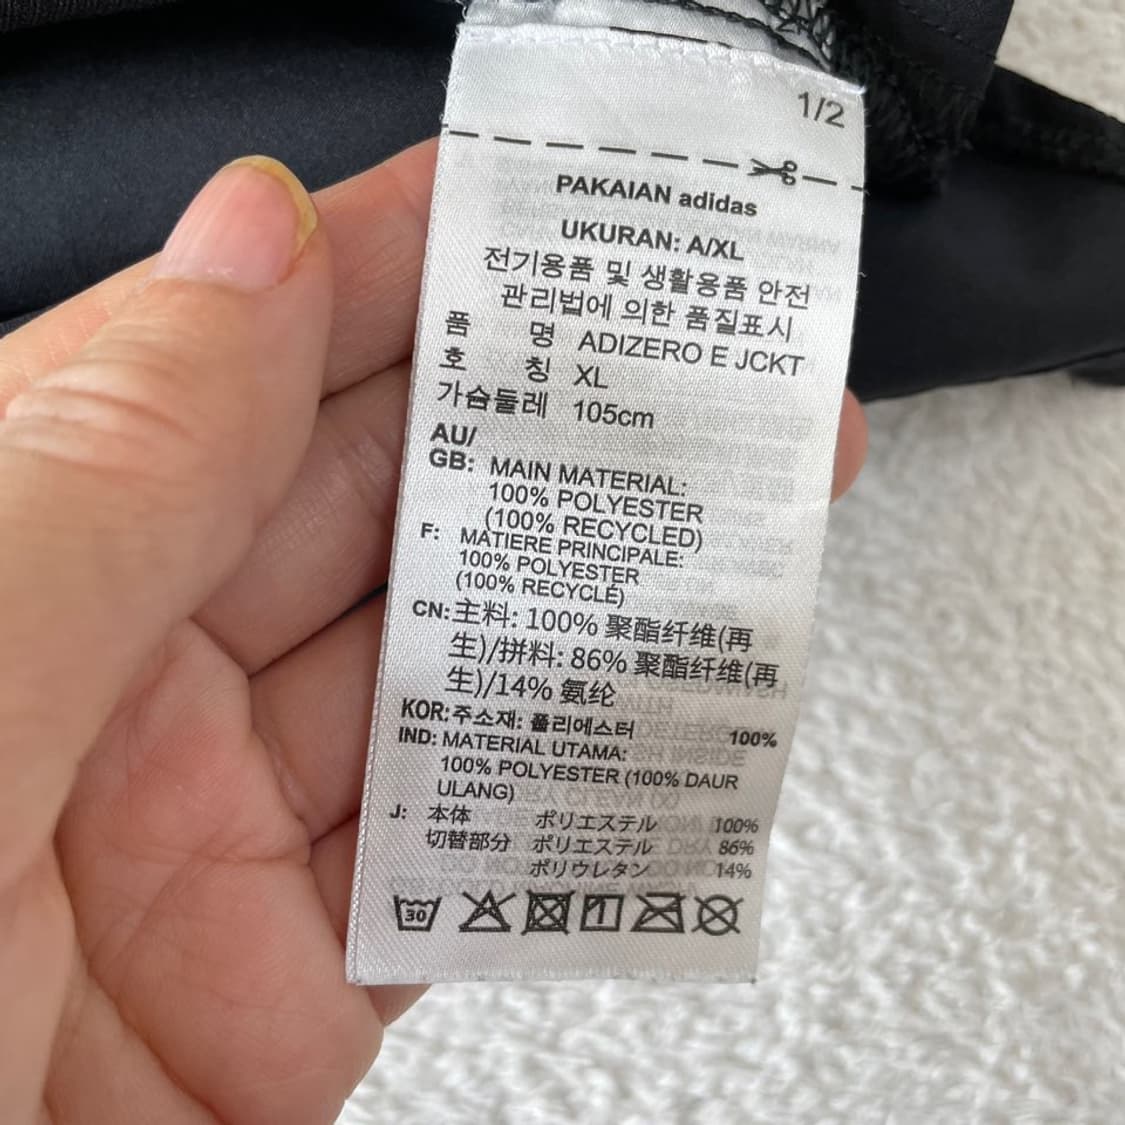 1/2
PAKAIAN adidas
UKURAN: A/XL
전기용품 및 생활용품 안전
관리법에 의한 품질표시
품 명 ADIZERO E JCKT
호 칭 XL
가슴둘레 105cm
AU/
GB: MAIN MATERIAL:
100% POLYESTER
(100% RECYCLED)
F: MATIERE PRINCIPALE:
100% POLYESTER
(100% RECYCLÉ)
CN:主料: 100% 聚酯纤维(再
生)/拼料: 86% 聚酯纤维(再
生)/14% 氨纶
KOR:주소재: 폴리에스터 100%
IND: MATERIAL UTAMA:
100% POLYESTER (100% DAUR
ULANG)
J: 本体 ポリエステル 100%
切替部分 ポリエステル 86%
ポリウレタン 14%
30